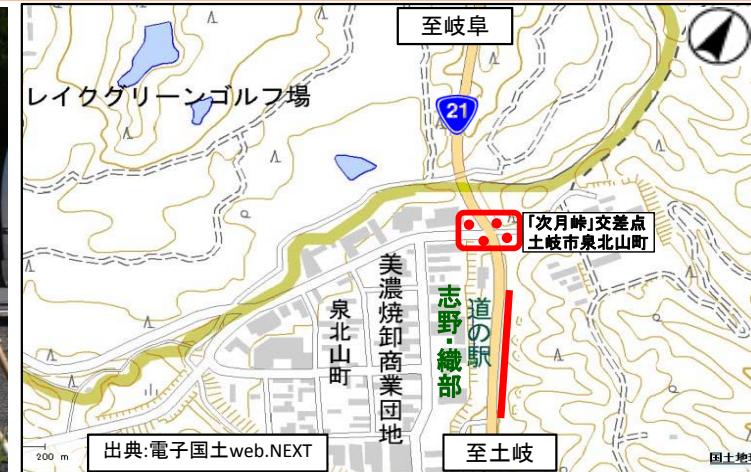 至岐阜
レイクグリーンゴルフ場
21
「次月峠」交差点
土岐市泉北山町
美濃焼卸商業団地
泉北山町
志野・織部
道の駅
200 m
出典:電子国土web.NEXT
至土岐
国土地